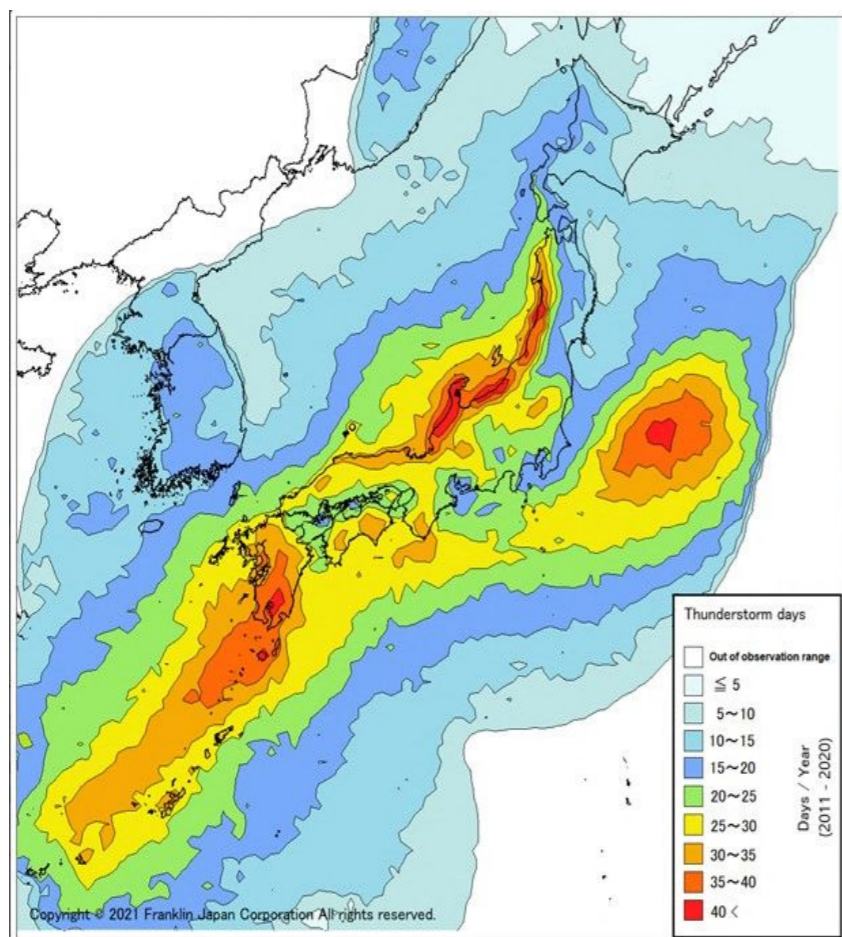 Thunderstorm days
Out of observation range
≦ 5
5～10
10～15
15～20
20～25
25～30
30～35
35～40
40 <
Days / Year
(2011 - 2020)
Copyright © 2021 Franklin Japan Corporation All rights reserved.